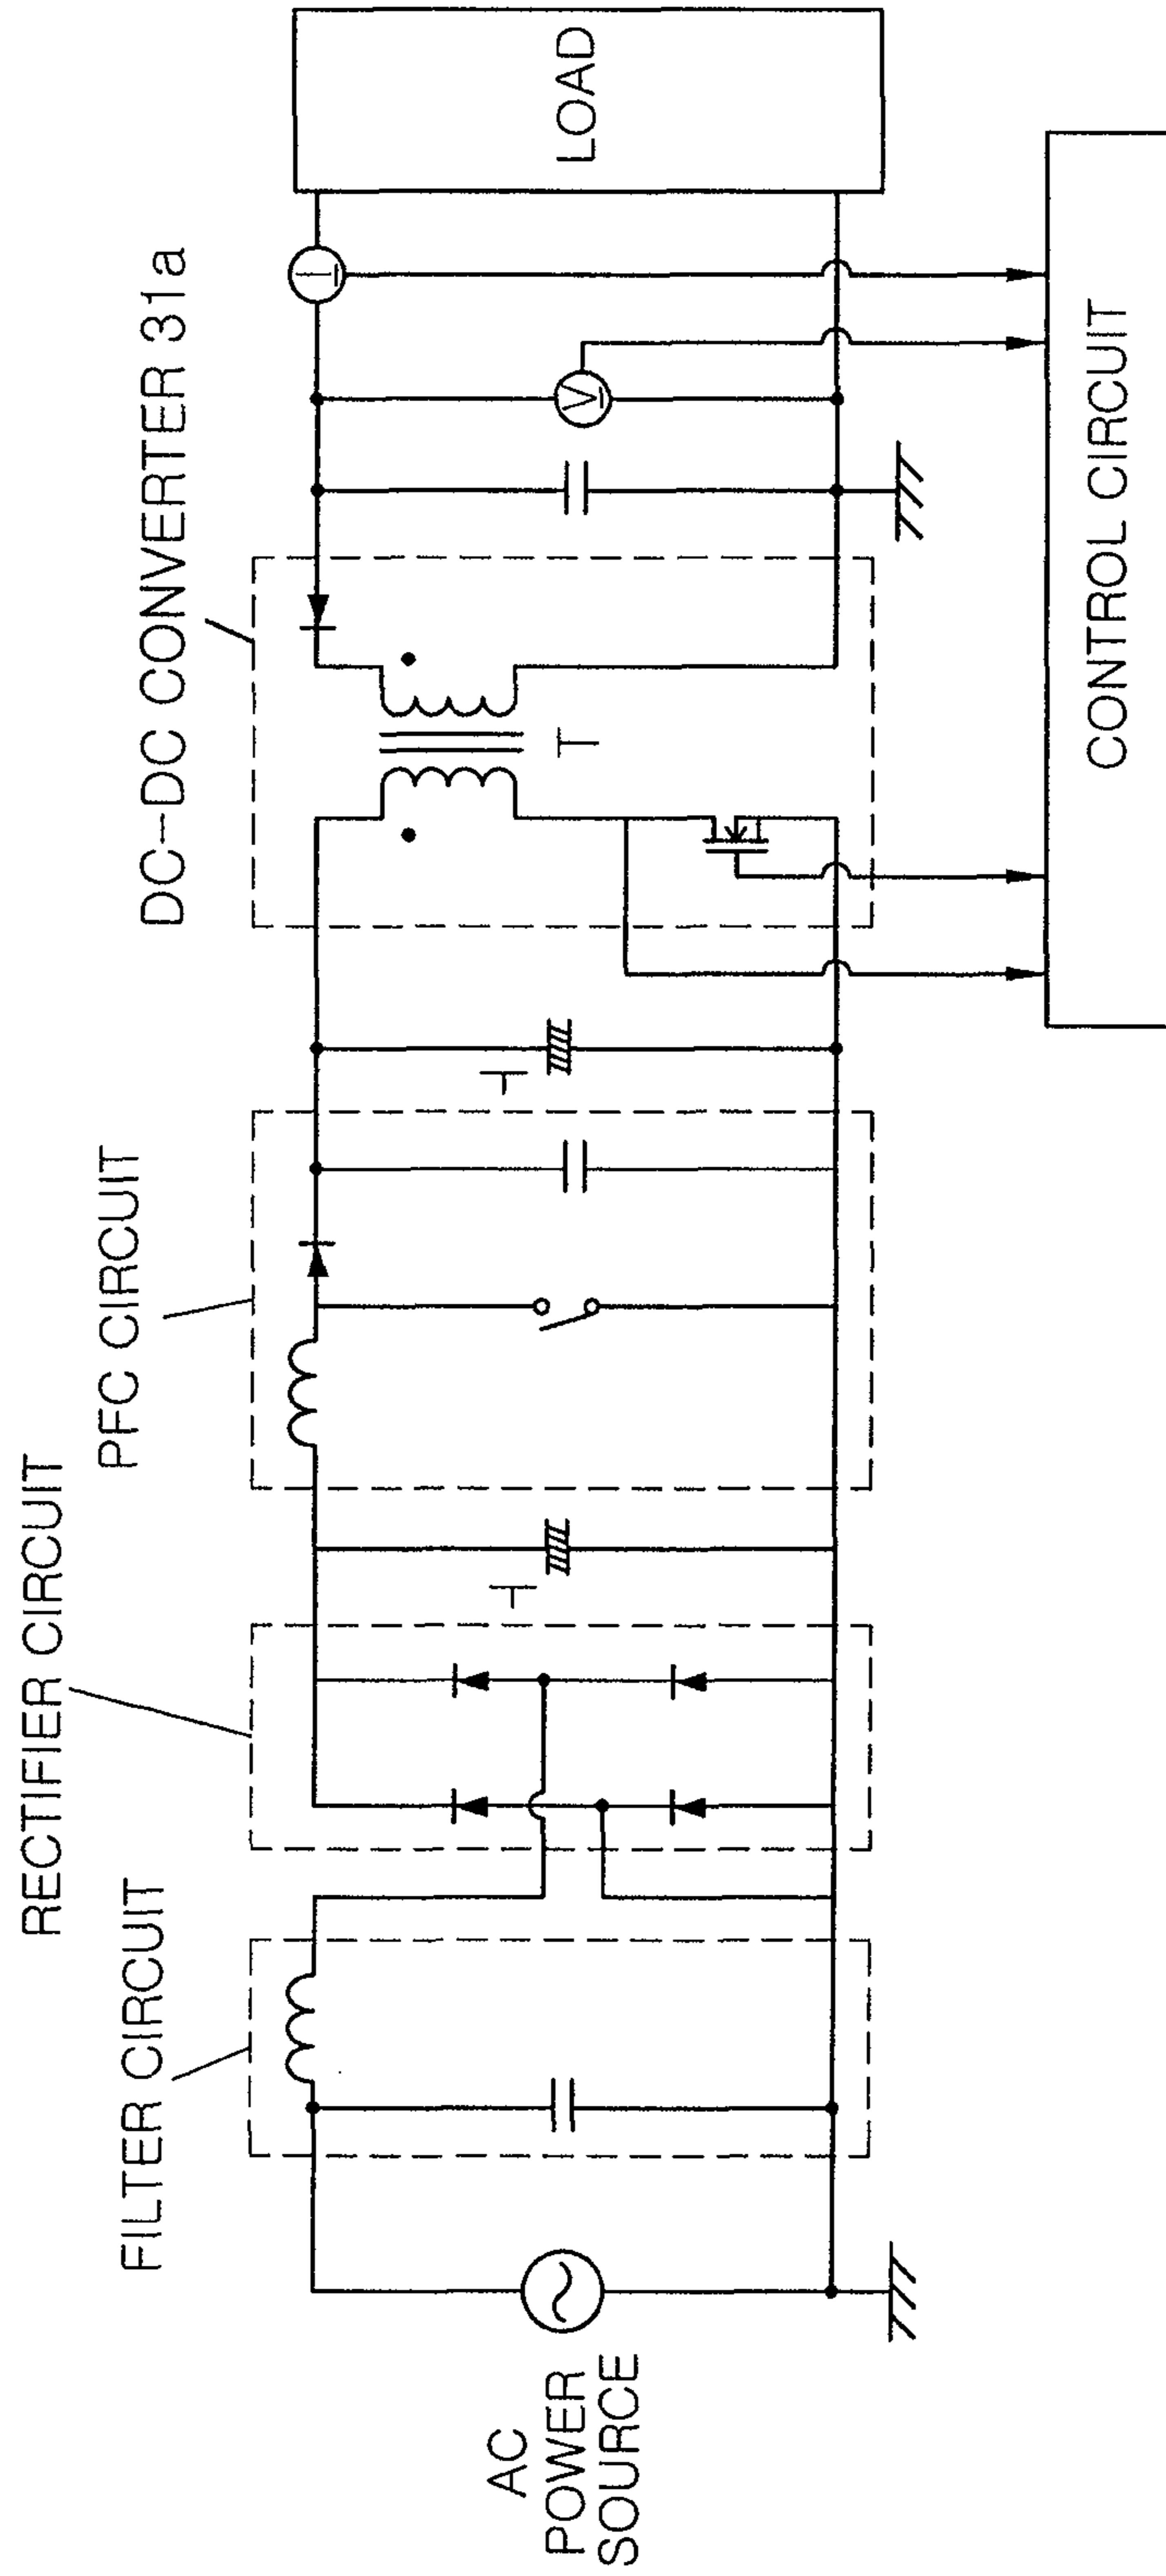 RECTIFIER CIRCUIT
FILTER CIRCUIT
PFC CIRCUIT
DC-DC CONVERTER 31a
AC
POWER
SOURCE
T
I
V
LOAD
CONTROL CIRCUIT